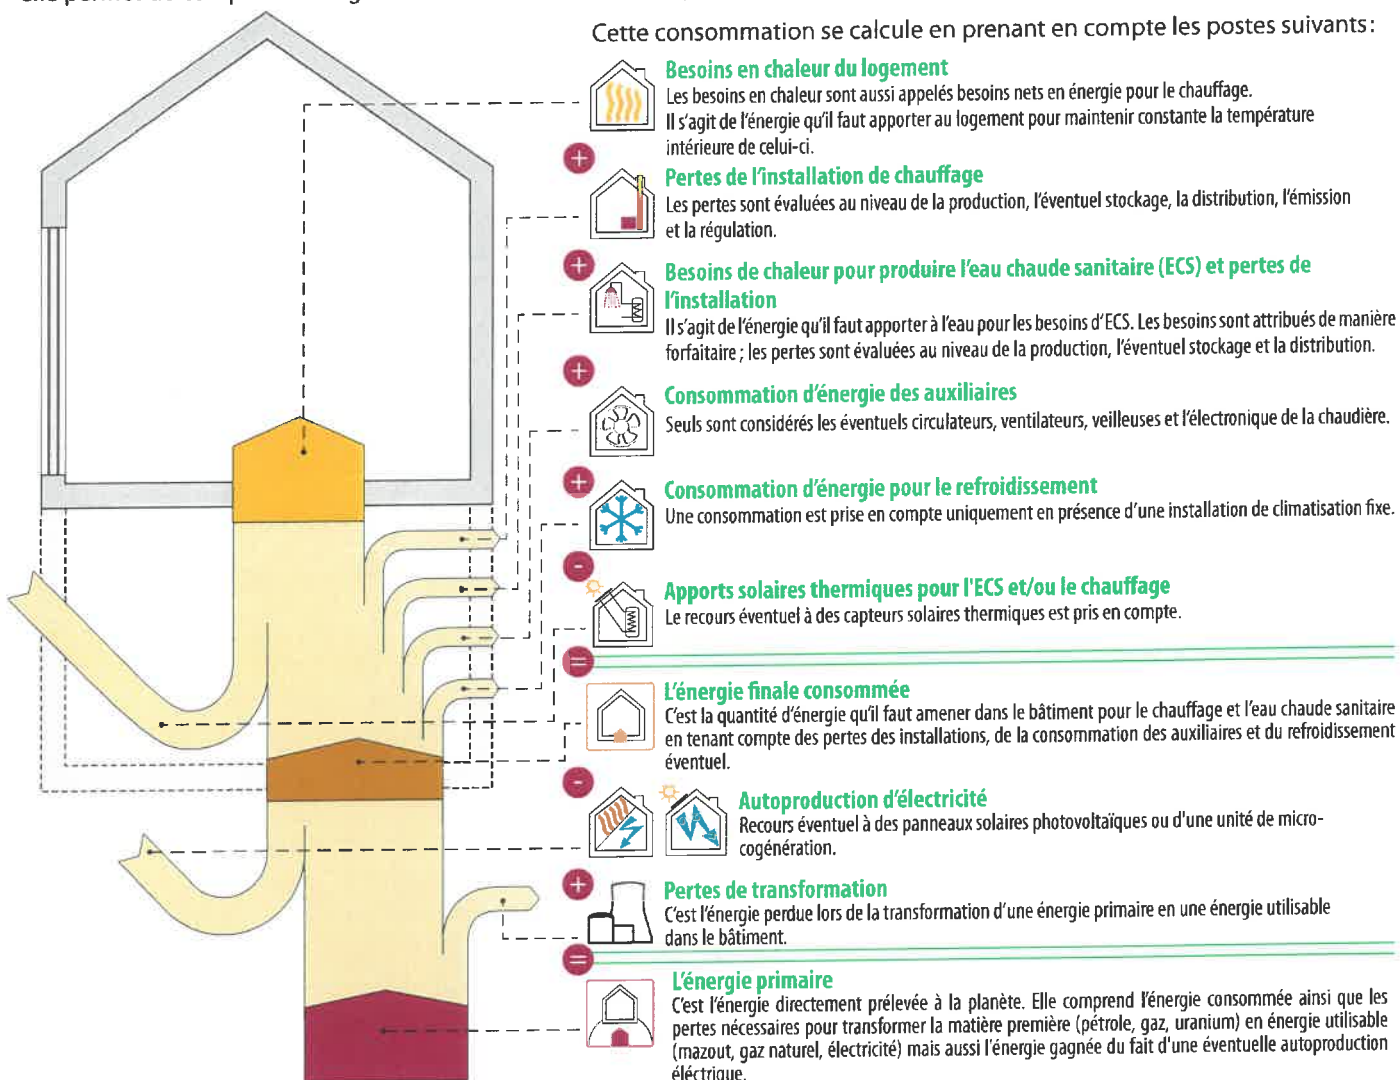 Cette consommation se calcule en prenant en compte les postes suivants:
Besoins en chaleur du logement
Les besoins en chaleur sont aussi appelés besoins nets en énergie pour le chauffage.
Il s'agit de l'énergie qu'il faut apporter au logement pour maintenir constante la température
intérieure de celui-ci.
+
Pertes de l'installation de chauffage
Les pertes sont évaluées au niveau de la production, l'éventuel stockage, la distribution, l'émission
et la régulation.
+
Besoins de chaleur pour produire l'eau chaude sanitaire (ECS) et pertes de
l'installation
Il s'agit de l'énergie qu'il faut apporter à l'eau pour les besoins d'ECS. Les besoins sont attribués de manière
forfaitaire ; les pertes sont évaluées au niveau de la production, l'éventuel stockage et la distribution.
+
Consommation d'énergie des auxiliaires
Seuls sont considérés les éventuels circulateurs, ventilateurs, veilleuses et l'électronique de la chaudière.
+
Consommation d'énergie pour le refroidissement
Une consommation est prise en compte uniquement en présence d'une installation de climatisation fixe.
-
Apports solaires thermiques pour l'ECS et/ou le chauffage
Le recours éventuel à des capteurs solaires thermiques est pris en compte.
=
L'énergie finale consommée
C'est la quantité d'énergie qu'il faut amener dans le bâtiment pour le chauffage et l'eau chaude sanitaire
en tenant compte des pertes des installations, de la consommation des auxiliaires et du refroidissement
éventuel.
-
Autoproduction d'électricité
Recours éventuel à des panneaux solaires photovoltaïques ou d'une unité de micro-
cogénération.
+
Pertes de transformation
C'est l'énergie perdue lors de la transformation d'une énergie primaire en une énergie utilisable
dans le bâtiment.
=
L'énergie primaire
C'est l'énergie directement prélevée à la planète. Elle comprend l'énergie consommée ainsi que les
pertes nécessaires pour transformer la matière première (pétrole, gaz, uranium) en énergie utilisable
(mazout, gaz naturel, électricité) mais aussi l'énergie gagnée du fait d'une éventuelle autoproduction
éléctrique.